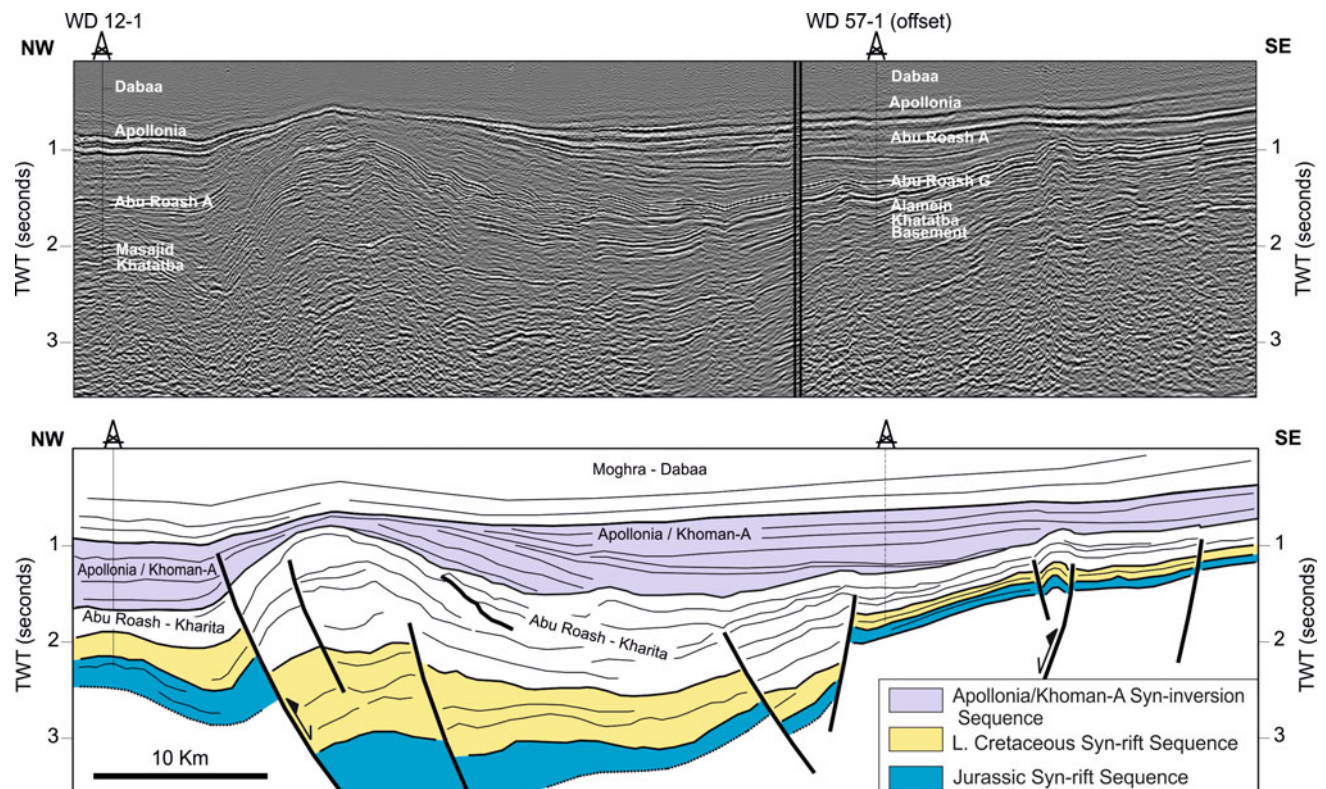 WD 12-1
WD 57-1 (offset)
NW
SE
Dabaa
Dabaa
Apollonia
Apollonia
Abu Roash A
1
1
Abu Roash G
Abu Roash A
Alamein
Khatatba
Basement
Masajid
Khatatba
2
2
3
3
TWT (seconds)
TWT (seconds)
NW
SE
Moghra - Dabaa
Apollonia / Khoman-A
1
1
Apollonia / Khoman-A
Abu Roash - Kharita
Abu Roash - Kharita
2
2
3
3
TWT (seconds)
TWT (seconds)
10 Km
Apollonia/Khoman-A Syn-inversion
Sequence
L. Cretaceous Syn-rift Sequence
Jurassic Syn-rift Sequence